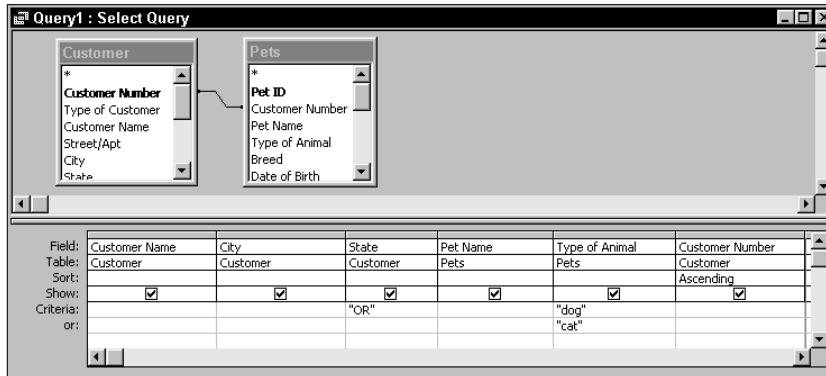 Query1 : Select Query
Customer
*
Customer Number
Type of Customer
Customer Name
Street/Apt
City
State
Pets
*
Pet ID
Customer Number
Pet Name
Type of Animal
Breed
Date of Birth
Field: Customer Name City State Pet Name Type of Animal Customer Number
Table: Customer Customer Customer Pets Pets Customer
Sort: Ascending
Show:
Criteria: "OR" "dog"
or: "cat"